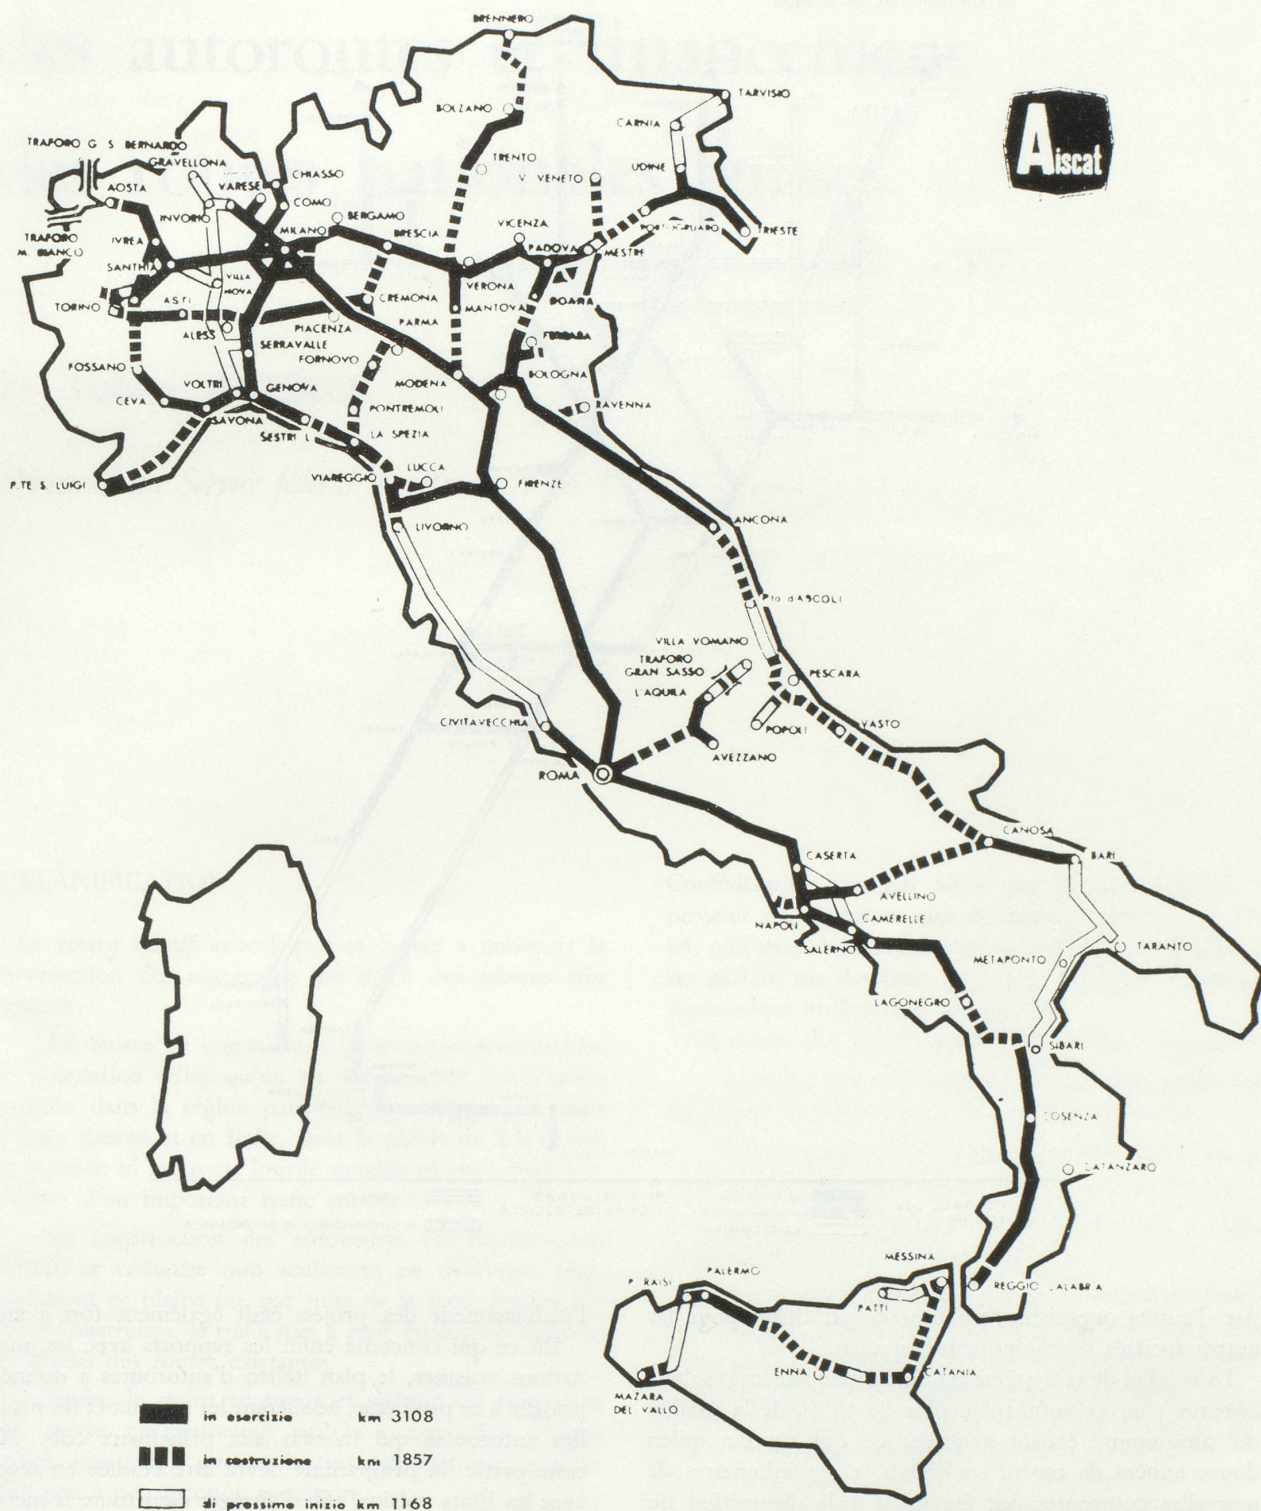 BRENNERO
BOLZANO
TARVISIO
CARNIA
Aiscat
TRAFORO G. S. BERNARDO
GRAVELLONA
TRENTO
V. VENETO
UDINE
AOSTA
VARESE
CHIASSO
COMO
INVORIO
BERGAMO
VICENZA
PORTOGRUARO
TRIESTE
TRAFORO
M. BIANCO
IVREA
MILANO
BRESCIA
PADOVA
MESTRE
SANTHIA
VILLA
NOVA
VERONA
TORINO
ASTI
CREMONA
MANTOVA
BOARA
PIACENZA
PARMA
ALESS
SERRAVALLE
FERRARA
FORNOVO
FOSSANO
MODENA
BOLOGNA
VOLTRI
GENOVA
CEVA
PONTREMOLI
RAVENNA
SAVONA
SESTRI L.
LA SPEZIA
P.TE S. LUIGI
VIAREGGIO
LUCCA
FIRENZE
LIVORNO
ANCONA
P.to d'ASCOLI
VILLA VOMANO
TRAFORO
GRAN SASSO
L'AQUILA
PESCARA
CIVITAVECCHIA
POPOLI
VASTO
AVEZZANO
ROMA
CANOSA
CASERTA
BARI
AVELLINO
NAPOLI
CAMERELLE
SALERNO
TARANTO
METAPONTO
LAGONEGRO
SIBARI
COSENZA
CATANZARO
MESSINA
P. RAISI
PALERMO
PATTI
REGGIO CALABRIA
ENNA
CATANIA
MAZARA
DEL VALLO
in esercizio km 3108
in costruzione km 1857
di prossimo inizio km 1168